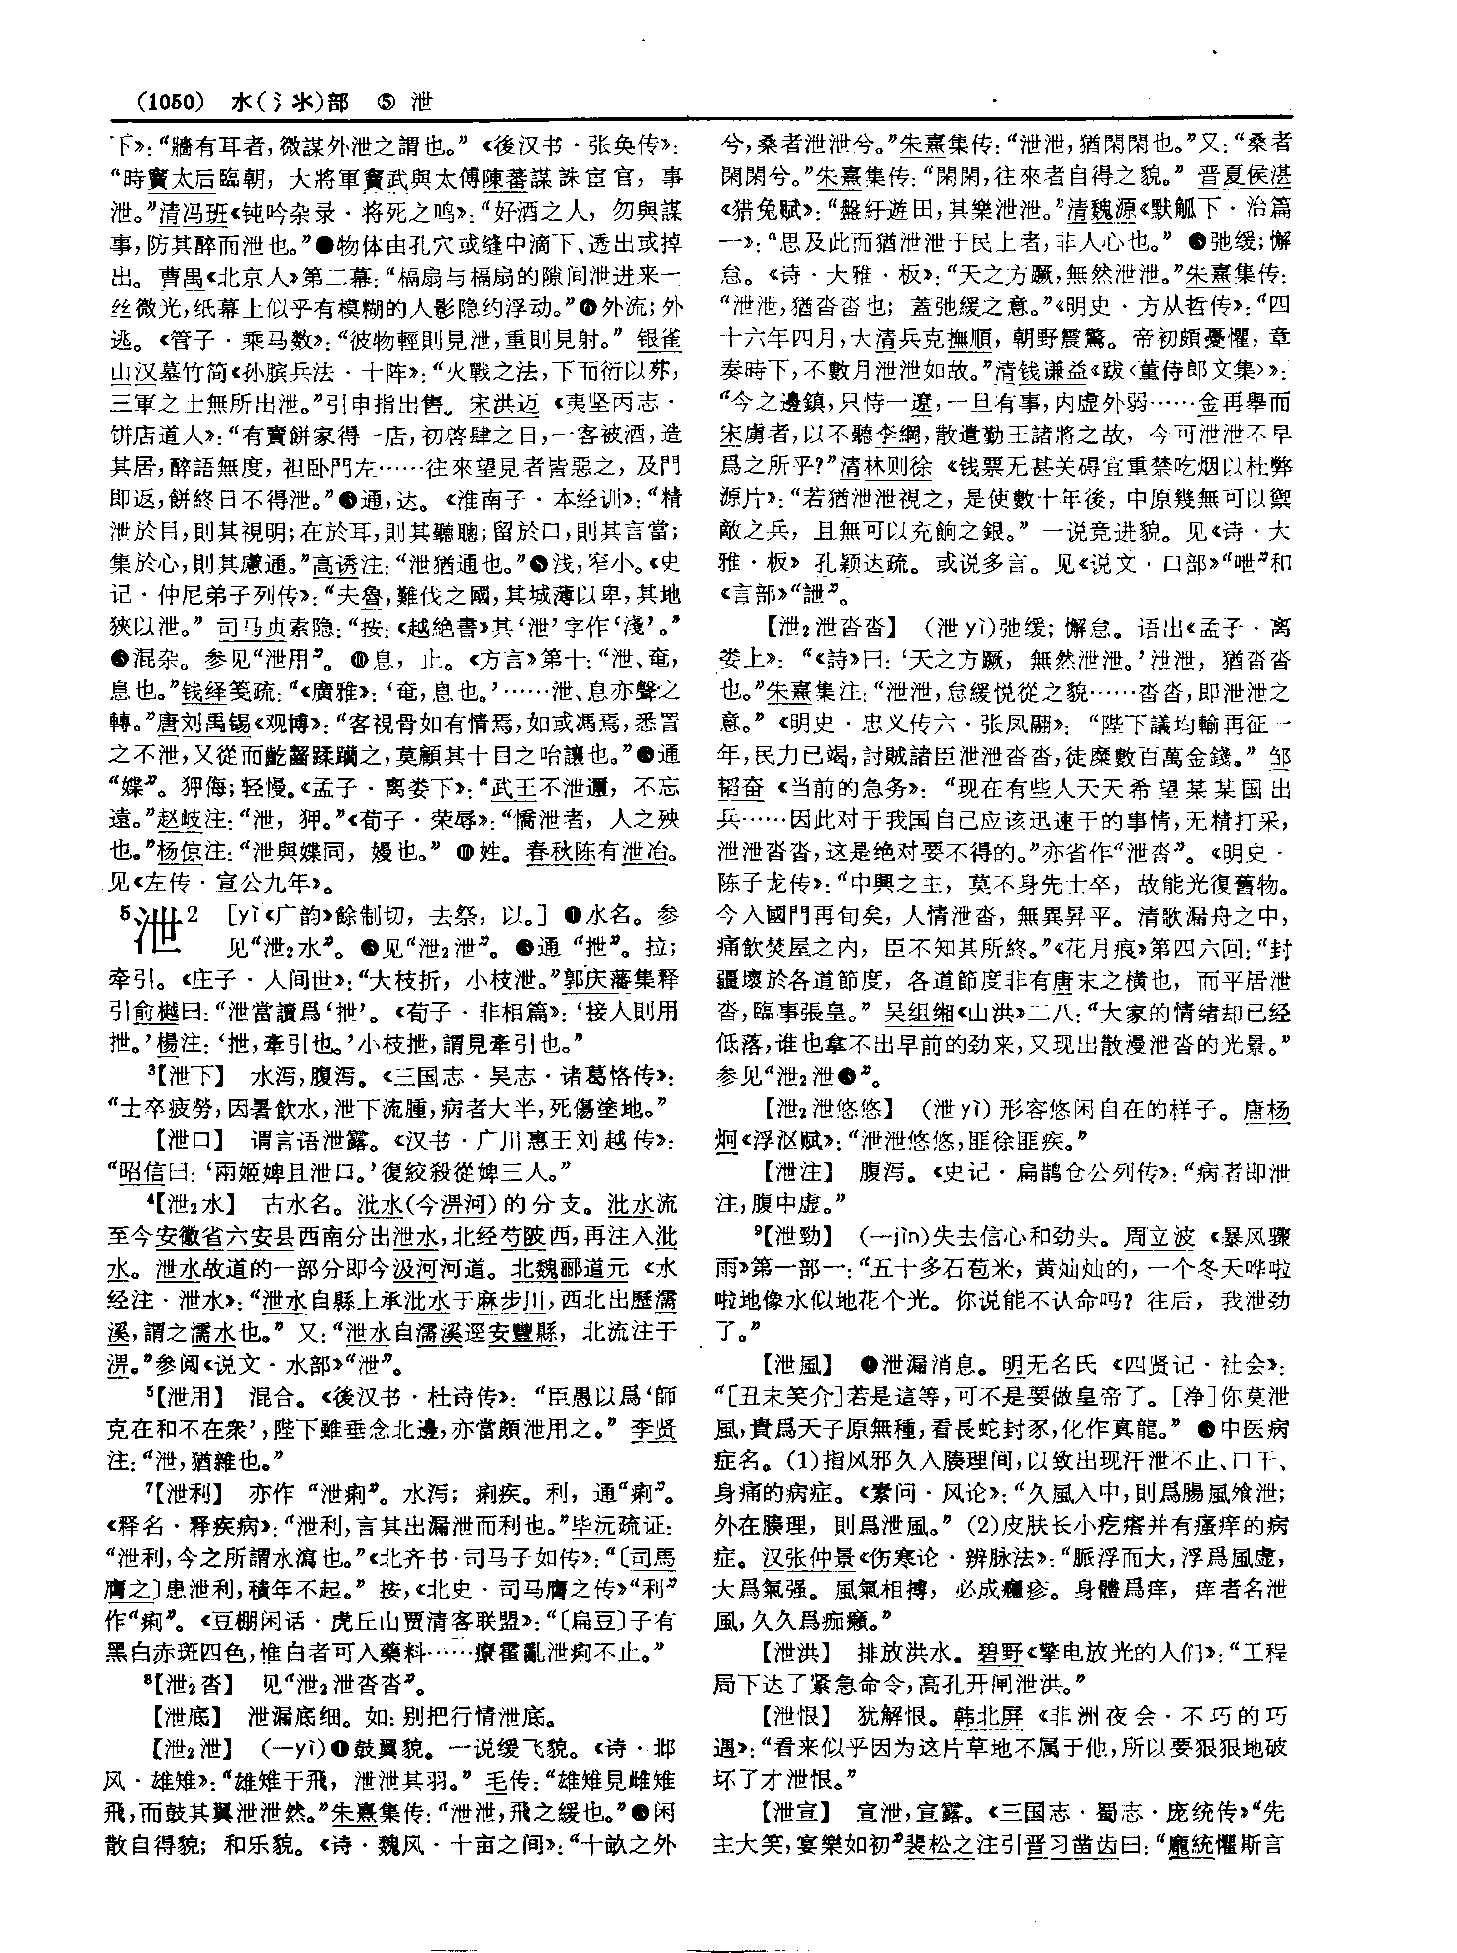 (1050) 水(氵氺)部 ⑤ 泄
下》：“牆有耳者，微謀外泄之謂也。”《後汉书·张奂传》：
“時竇太后臨朝，大將軍竇武與太傅陳蕃謀誅宦官，事
泄。”清冯班《钝吟杂录·将死之鸣》：“好酒之人，勿與謀
事，防其醉而泄也。”●物体由孔穴或缝中滴下、透出或掉
出。曹禺《北京人》第二幕：“槅扇与槅扇的隙间泄进来一
丝微光，纸幕上似乎有模糊的人影隐约浮动。”❻外流；外
逃。《管子·乘马数》：“彼物輕則見泄，重則見射。”银雀
山汉墓竹简《孙膑兵法·十阵》：“火戰之法，下而衍以苏，
三軍之士無所出泄。”引申指出售。宋洪迈《夷坚丙志·
饼店道人》：“有賣餅家得一店，初啓肆之日，一客被酒，造
其居，醉語無度，袒卧門左……往來望見者皆惡之，及門
即返，餅終日不得泄。”❼通，达。《淮南子·本经训》：“精
泄於目，則其視明；在於耳，則其聽聰；留於口，則其言當；
集於心，則其慮通。”高诱注：“泄猶通也。”❽浅，窄小。《史
记·仲尼弟子列传》：“夫魯，難伐之國，其城薄以卑，其地
狹以泄。”司马贞索隐：“按：《越絶書》其‘泄’字作‘淺’。”
❾混杂。参见“泄用”。❿息，止。《方言》第十：“泄、奄，
息也。”钱绎笺疏：“《廣雅》：‘奄，息也。’……泄、息亦聲之
轉。”唐刘禹锡《观博》：“客視骨如有情焉，如或馮焉，悉詈
之不泄，又從而齕齧蹂躪之，莫顧其十目之咍讓也。”⓫通
“媟”。狎侮；轻慢。《孟子·离娄下》：“武王不泄邇，不忘
遠。”赵岐注：“泄，狎。”《荀子·荣辱》：“憍泄者，人之殃
也。”杨倞注：“泄與媟同，嫚也。”⓬姓。春秋陈有泄冶。
见《左传·宣公九年》。
5泄2 [yì《广韵》餘制切，去祭，以。]❶水名。参
见“泄2水”。❷见“泄2泄”。❸通“抴”。拉；
牵引。《庄子·人间世》：“大枝折，小枝泄。”郭庆藩集释
引俞樾曰：“泄當讀爲‘抴’。《荀子·非相篇》：‘接人則用
抴。’楊注：‘抴，牽引也。’小枝抴，謂見牽引也。”
3【泄下】 水泻，腹泻。《三国志·吴志·诸葛恪传》：
“士卒疲勞，因暑飲水，泄下流腫，病者大半，死傷塗地。”
【泄口】 谓言语泄露。《汉书·广川惠王刘越传》：
“昭信曰：‘兩姬婢且泄口。’復絞殺從婢三人。”
4【泄2水】 古水名。沘水(今淠河)的分支。沘水流
至今安徽省六安县西南分出泄水，北经芍陂西，再注入沘
水。泄水故道的一部分即今汲河河道。北魏郦道元《水
经注·泄水》：“泄水自縣上承沘水于麻步川，西北出歷濡
溪，謂之濡水也。”又：“泄水自濡溪逕安豐縣，北流注于
淠。”参阅《说文·水部》“泄”。
5【泄用】 混合。《後汉书·杜诗传》：“臣愚以爲‘師
克在和不在衆’，陛下雖垂念北邊，亦當頗泄用之。”李贤
注：“泄，猶雜也。”
7【泄利】 亦作“泄痢”。水泻；痢疾。利，通“痢”。
《释名·释疾病》：“泄利，言其出漏泄而利也。”毕沅疏证：
“泄利，今之所謂水瀉也。”《北齐书·司马子如传》：“〔司馬
膺之〕患泄利，積年不起。”按，《北史·司马膺之传》“利”
作“痢”。《豆棚闲话·虎丘山贾清客联盟》：“〔扁豆〕子有
黑白赤斑四色，惟白者可入藥料……療霍亂泄痢不止。”
8【泄2沓】 见“泄2泄沓沓”。
【泄底】 泄漏底细。如：别把行情泄底。
【泄2泄】 (—yì)❶鼓翼貌。一说缓飞貌。《诗·邶
风·雄雉》：“雄雉于飛，泄泄其羽。”毛传：“雄雉見雌雉
飛，而鼓其翼泄泄然。”朱熹集传：“泄泄，飛之緩也。”❷闲
散自得貌；和乐貌。《诗·魏风·十亩之间》：“十畝之外
兮，桑者泄泄兮。”朱熹集传：“泄泄，猶閑閑也。”又：“桑者
閑閑兮。”朱熹集传：“閑閑，往來者自得之貌。”晋夏侯湛
《猎兔赋》：“盤紆遊田，其樂泄泄。”清魏源《默觚下·治篇
一》：“思及此而猶泄泄于民上者，非人心也。”❸弛缓；懈
怠。《诗·大雅·板》：“天之方蹶，無然泄泄。”朱熹集传：
“泄泄，猶沓沓也；蓋弛緩之意。”《明史·方从哲传》：“四
十六年四月，大清兵克撫順，朝野震驚。帝初頗憂懼，章
奏時下，不數月泄泄如故。”清钱谦益《跋〈董侍郎文集〉》：
“今之邊鎮，只恃一遼，一旦有事，内虚外弱……金再舉而
宋虜者，以不聽李綱，散遣勤王諸將之故，今可泄泄不早
爲之所乎？”清林则徐《钱票无甚关碍宜重禁吃烟以杜弊
源片》：“若猶泄泄視之，是使數十年後，中原幾無可以禦
敵之兵，且無可以充餉之銀。”一说竞进貌。见《诗·大
雅·板》孔颖达疏。或说多言。见《说文·口部》“呭”和
《言部》“詍”。
【泄2泄沓沓】 (泄yì)弛缓；懈怠。语出《孟子·离
娄上》：“《詩》曰：‘天之方蹶，無然泄泄。’泄泄，猶沓沓
也。”朱熹集注：“泄泄，怠緩悦從之貌……沓沓，即泄泄之
意。”《明史·忠义传六·张凤翮》：“陛下議均輸再征一
年，民力已竭，討賊諸臣泄泄沓沓，徒糜數百萬金錢。”邹
韬奋《当前的急务》：“现在有些人天天希望某某国出
兵……因此对于我国自己应该迅速干的事情，无精打采，
泄泄沓沓，这是绝对要不得的。”亦省作“泄沓”。《明史·
陈子龙传》：“中興之主，莫不身先士卒，故能光復舊物。
今入國門再旬矣，人情泄沓，無異昇平。清歌漏舟之中，
痛飲焚屋之内，臣不知其所終。”《花月痕》第四六回：“封
疆壞於各道節度，各道節度非有唐末之横也，而平居泄
沓，臨事張皇。”吴组缃《山洪》二八：“大家的情绪却已经
低落，谁也拿不出早前的劲来，又现出散漫泄沓的光景。”
参见“泄2泄❸”。
【泄2泄悠悠】 (泄yì)形容悠闲自在的样子。唐杨
炯《浮沤赋》：“泄泄悠悠，匪徐匪疾。”
【泄注】 腹泻。《史记·扁鹊仓公列传》：“病者即泄
注，腹中虚。”
9【泄勁】 (—jìn)失去信心和劲头。周立波《暴风骤
雨》第一部一：“五十多石苞米，黄灿灿的，一个冬天哗啦
啦地像水似地花个光。你说能不认命吗？往后，我泄劲
了。”
【泄風】 ❶泄漏消息。明无名氏《四贤记·社会》：
“[丑末笑介]若是這等，可不是要做皇帝了。[净]你莫泄
風，貴爲天子原無種，看長蛇封豕，化作真龍。”❷中医病
症名。(1)指风邪久入腠理间，以致出现汗泄不止、口干、
身痛的病症。《素问·风论》：“久風入中，則爲腸風飧泄；
外在腠理，則爲泄風。”(2)皮肤长小疙瘩并有瘙痒的病
症。汉张仲景《伤寒论·辨脉法》：“脈浮而大，浮爲風虚，
大爲氣强。風氣相搏，必成癮疹。身體爲痒，痒者名泄
風，久久爲痂癩。”
【泄洪】 排放洪水。碧野《擎电放光的人们》：“工程
局下达了紧急命令，高孔开闸泄洪。”
【泄恨】 犹解恨。韩北屏《非洲夜会·不巧的巧
遇》：“看来似乎因为这片草地不属于他，所以要狠狠地破
坏了才泄恨。”
【泄宣】 宣泄，宣露。《三国志·蜀志·庞统传》“先
主大笑，宴樂如初”裴松之注引晋习凿齿曰：“龐統懼斯言